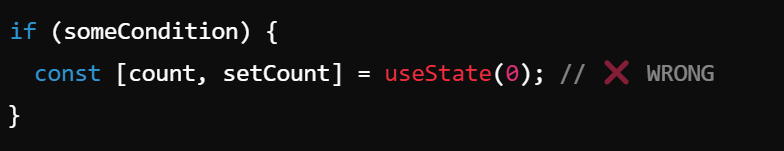 if (someCondition) {
  const [count, setCount] = useState(0); // ❌ WRONG
}